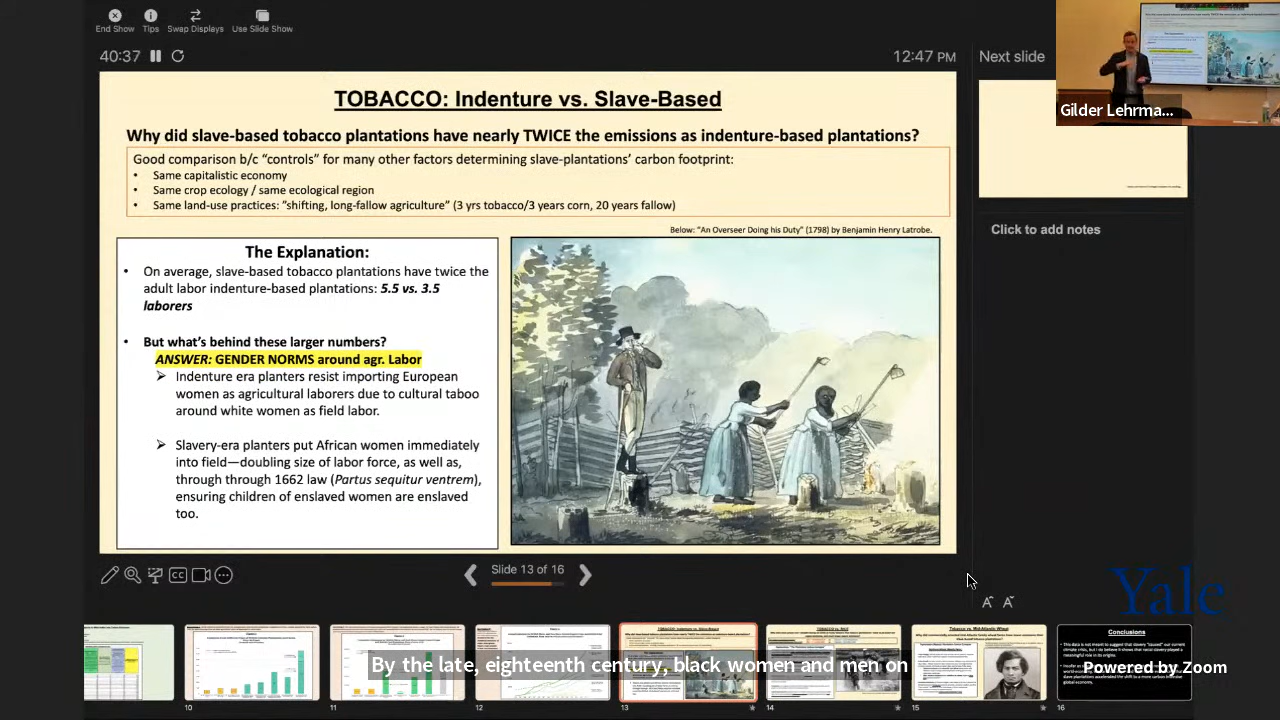 End Show
Tips
Swap Displays
Use Slide Show
40:37
12:47 PM
Next slide
Gilder Lehrma...
TOBACCO: Indenture vs. Slave-Based
Why did slave-based tobacco plantations have nearly TWICE the emissions as indenture-based plantations?
Good comparison b/c “controls” for many other factors determining slave-plantations’ carbon footprint:
• Same capitalistic economy
• Same crop ecology / same ecological region
• Same land-use practices: “shifting, long-fallow agriculture” (3 yrs tobacco/3 years corn, 20 years fallow)
Below: “An Overseer Doing his Duty” (1798) by Benjamin Henry Latrobe.
The Explanation:
• On average, slave-based tobacco plantations have twice the
adult labor indenture-based plantations: 5.5 vs. 3.5
laborers
• But what’s behind these larger numbers?
ANSWER: GENDER NORMS around agr. Labor
➢ Indenture era planters resist importing European
women as agricultural laborers due to cultural taboo
around white women as field labor.
➢ Slavery-era planters put African women immediately
into field—doubling size of labor force, as well as,
through through 1662 law (Partus sequitur ventrem),
ensuring children of enslaved women are enslaved
too.
Click to add notes
CC
Slide 13 of 16
A A
Yale
Conclusions
By the late, eighteenth century, black women and men on
Powered by Zoom
10
11
12
13
14
15
16